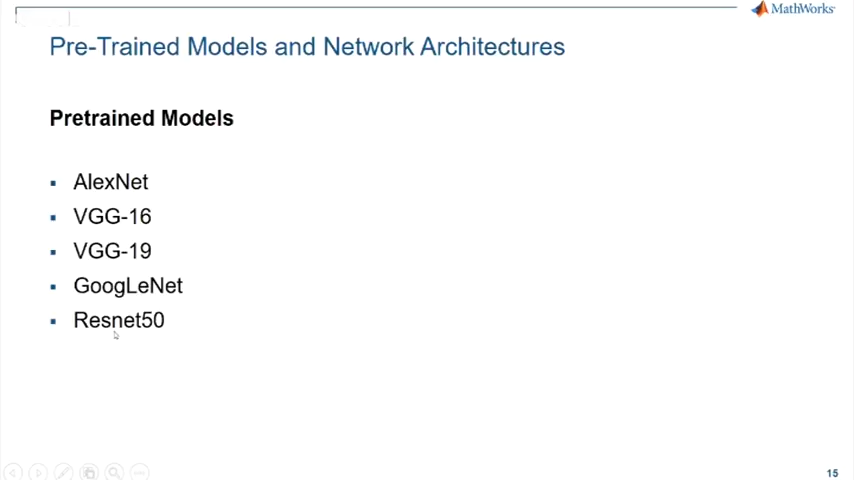 MathWorks
Pre-Trained Models and Network Architectures
Pretrained Models
▪ AlexNet
▪ VGG-16
▪ VGG-19
▪ GoogLeNet
▪ Resnet50
15